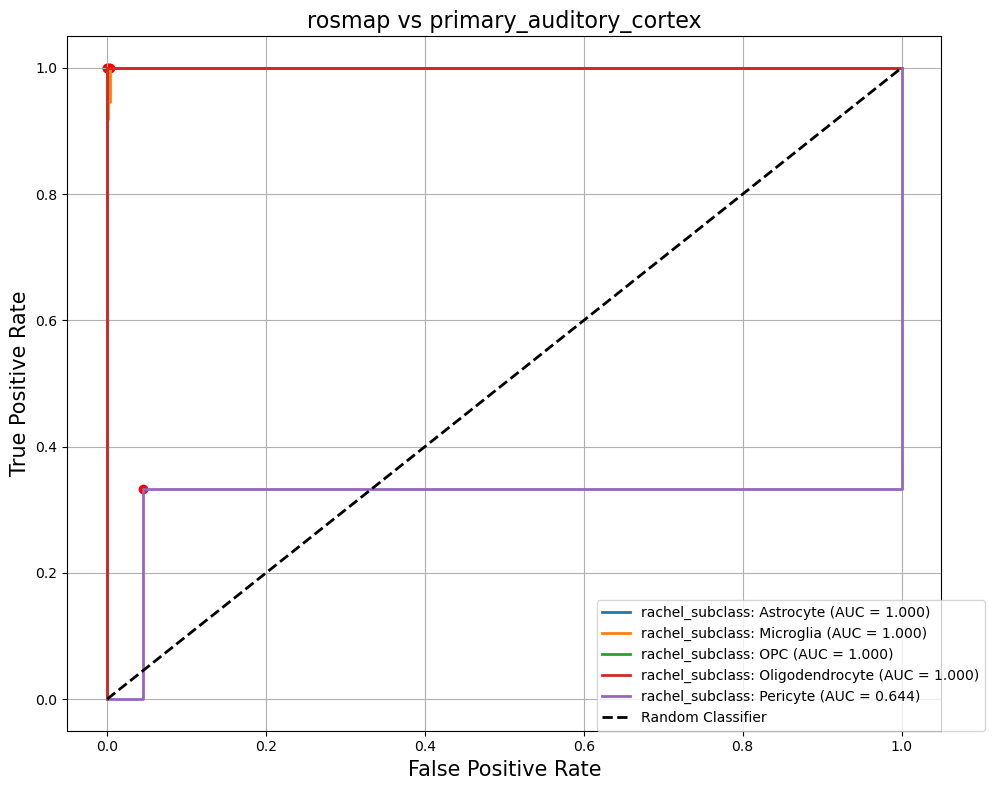 rosmap vs primary_auditory_cortex
True Positive Rate
1.0
0.8
0.6
0.4
0.2
0.0
0.0 0.2 0.4 0.6 0.8 1.0
False Positive Rate
rachel_subclass: Astrocyte (AUC = 1.000)
rachel_subclass: Microglia (AUC = 1.000)
rachel_subclass: OPC (AUC = 1.000)
rachel_subclass: Oligodendrocyte (AUC = 1.000)
rachel_subclass: Pericyte (AUC = 0.644)
Random Classifier